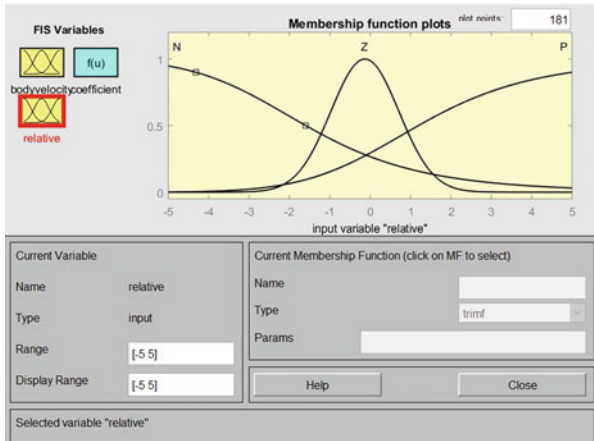 FIS Variables
Membership function plots
plot points:
181
f(u)
bodyvelocity
coefficient
relative
N
Z
P
1
0.5
0
-5 -4 -3 -2 -1 0 1 2 3 4 5
input variable "relative"
Current Variable
Name relative
Type input
Range [-5 5]
Display Range [-5 5]
Current Membership Function (click on MF to select)
Name
Type trimf
Params
Help Close
Selected variable "relative"